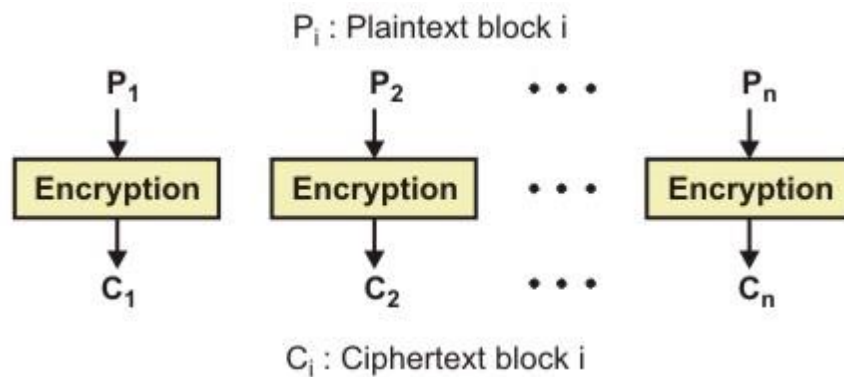 Pᵢ : Plaintext block i
P₁ P₂ • • • Pₙ
Encryption Encryption • • • Encryption
C₁ C₂ • • • Cₙ
Cᵢ : Ciphertext block i